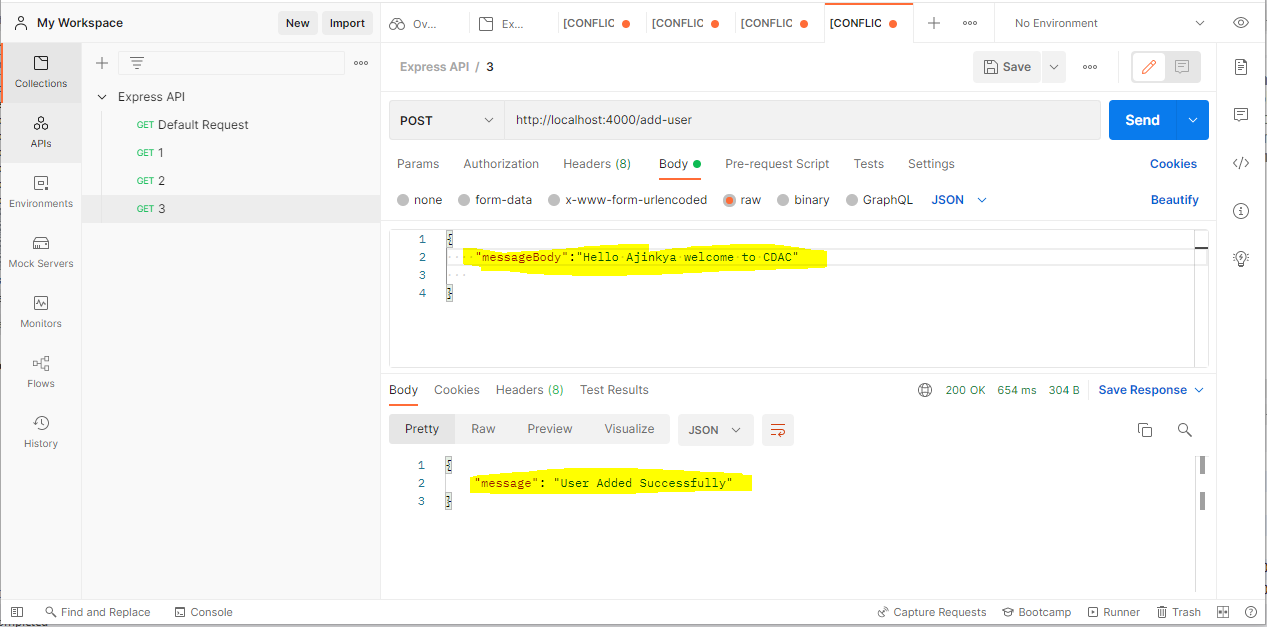 My Workspace New Import Ov... Ex... [CONFLIC [CONFLIC [CONFLIC [CONFLIC No Environment
Collections
APIs
Environments
Mock Servers
Monitors
Flows
History
Express API
GET Default Request
GET 1
GET 2
GET 3
Express API / 3 Save
POST http://localhost:4000/add-user Send
Params Authorization Headers (8) Body Pre-request Script Tests Settings Cookies
none form-data x-www-form-urlencoded raw binary GraphQL JSON Beautify
1 {
2 "messageBody":"Hello Ajinkya welcome to CDAC"
3
4 }
Body Cookies Headers (8) Test Results 200 OK 654 ms 304 B Save Response
Pretty Raw Preview Visualize JSON
1 {
2 "message": "User Added Successfully"
3 }
Find and Replace Console Capture Requests Bootcamp Runner Trash